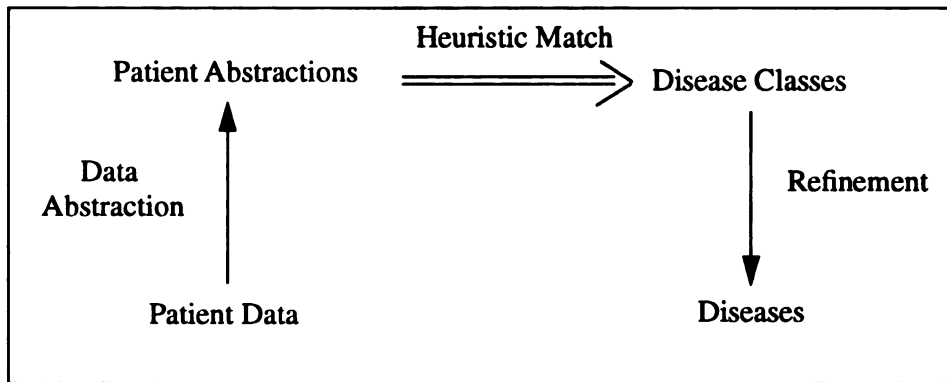 Heuristic Match
Patient Abstractions
Disease Classes
Data
Abstraction
Refinement
Patient Data
Diseases